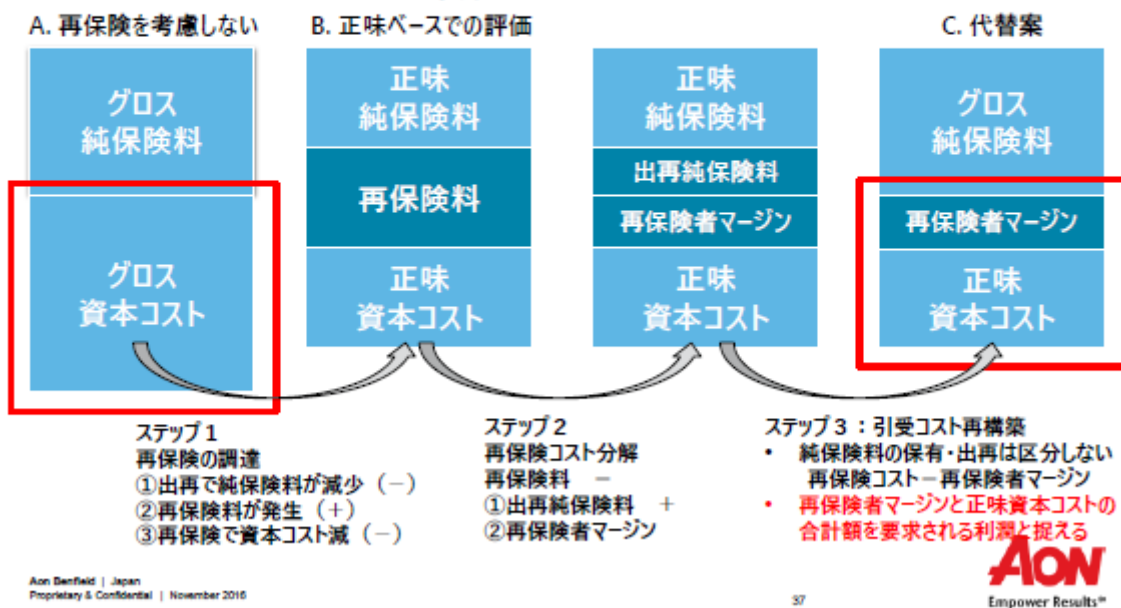 A. 再保険を考慮しない
B. 正味ベースでの評価
C. 代替案
グロス
純保険料
グロス
資本コスト
正味
純保険料
再保険料
正味
資本コスト
正味
純保険料
出再純保険料
再保険者マージン
正味
資本コスト
グロス
純保険料
再保険者マージン
正味
資本コスト
ステップ1
再保険の調達
①出再で純保険料が減少（－）
②再保険料が発生（＋）
③再保険で資本コスト減（－）
ステップ2
再保険コスト分解
再保険料　－
①出再純保険料　＋
②再保険者マージン
ステップ3：引受コスト再構築
• 純保険料の保有・出再は区分しない
再保険コスト－再保険者マージン
• 再保険者マージンと正味資本コストの
合計額を要求される利潤と捉える
Aon Benfield | Japan
Proprietary & Confidential | November 2016
37
AON
Empower Results℠